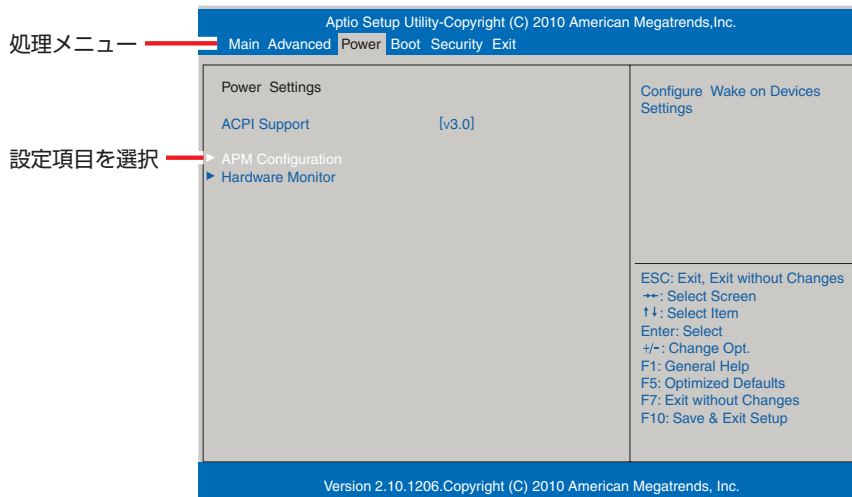 Aptio Setup Utility-Copyright (C) 2010 American Megatrends,Inc.
処理メニュー
Main Advanced Power Boot Security Exit
Power Settings
ACPI Support [v3.0]
設定項目を選択
▶ APM Configuration
▶ Hardware Monitor
Configure Wake on Devices
Settings
ESC: Exit, Exit without Changes
→←: Select Screen
↑↓: Select Item
Enter: Select
+/-: Change Opt.
F1: General Help
F5: Optimized Defaults
F7: Exit without Changes
F10: Save & Exit Setup
Version 2.10.1206.Copyright (C) 2010 American Megatrends, Inc.